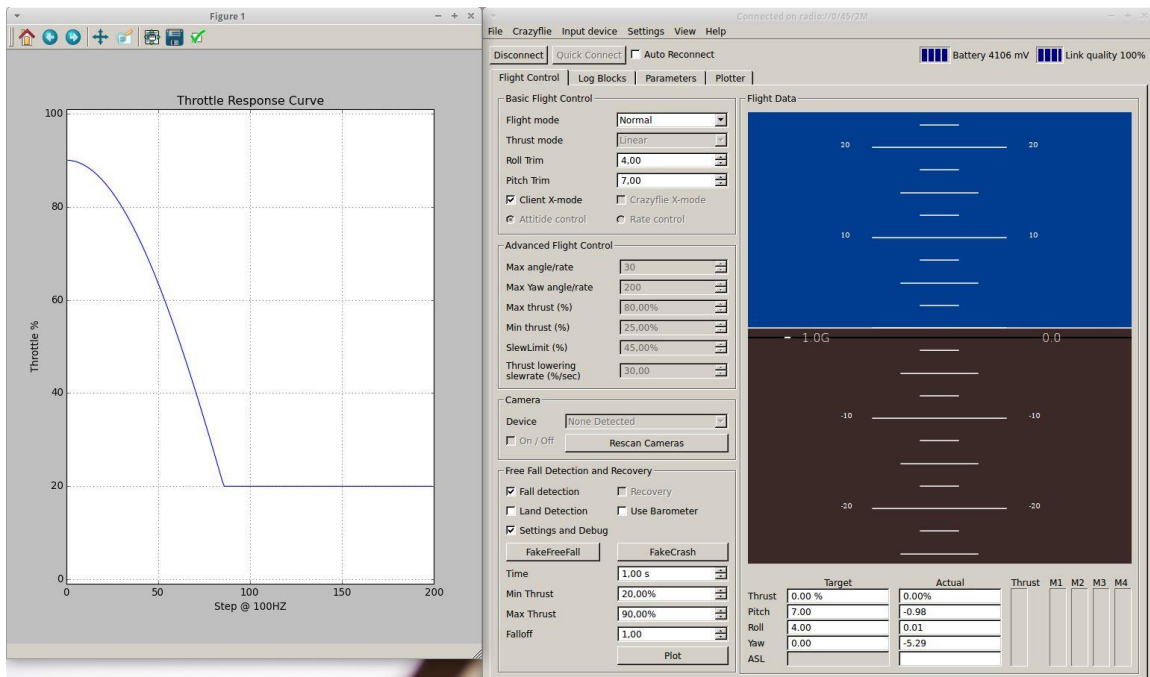 Figure 1
Throttle Response Curve
100
80
60
40
20
0
Throttle %
0 50 100 150 200
Step @ 100HZ
Connected on radio://0/45/2M
File Crazyflie Input device Settings View Help
Disconnect Quick Connect Auto Reconnect Battery 4106 mV Link quality 100%
Flight Control Log Blocks Parameters Plotter
Basic Flight Control
Flight mode Normal
Thrust mode Linear
Roll Trim 4,00
Pitch Trim 7,00
Client X-mode Crazyflie X-mode
Attitide control Rate control
Advanced Flight Control
Max angle/rate 30
Max Yaw angle/rate 200
Max thrust (%) 80,00%
Min thrust (%) 25,00%
SlewLimit (%) 45,00%
Thrust lowering
slewrate (%/sec) 30,00
Camera
Device None Detected
On / Off Rescan Cameras
Free Fall Detection and Recovery
Fall detection Recovery
Land Detection Use Barometer
Settings and Debug
FakeFreeFall FakeCrash
Time 1,00 s
Min Thrust 20,00%
Max Thrust 90,00%
Falloff 1,00
Plot
Flight Data
20 20
10 10
1.0G 0.0
-10 -10
-20 -20
Target Actual Thrust M1 M2 M3 M4
Thrust 0.00 % 0.00%
Pitch 7.00 -0.98
Roll 4.00 0.01
Yaw 0.00 -5.29
ASL